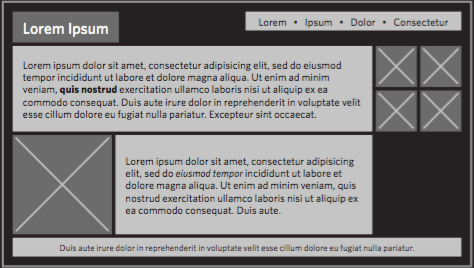 Lorem Ipsum
Lorem • Ipsum • Dolor • Consectetur
Lorem ipsum dolor sit amet, consectetur adipisicing elit, sed do eiusmod
tempor incididunt ut labore et dolore magna aliqua. Ut enim ad minim
veniam, quis nostrud exercitation ullamco laboris nisi ut aliquip ex ea
commodo consequat. Duis aute irure dolor in reprehenderit in voluptate velit
esse cillum dolore eu fugiat nulla pariatur. Excepteur sint occaecat.
Lorem ipsum dolor sit amet, consectetur adipisicing
elit, sed do eiusmod tempor incididunt ut labore et
dolore magna aliqua. Ut enim ad minim veniam, quis
nostrud exercitation ullamco laboris nisi ut aliquip ex
ea commodo consequat. Duis aute.
Duis aute irure dolor in reprehenderit in voluptate velit esse cillum dolore eu fugiat nulla pariatur.